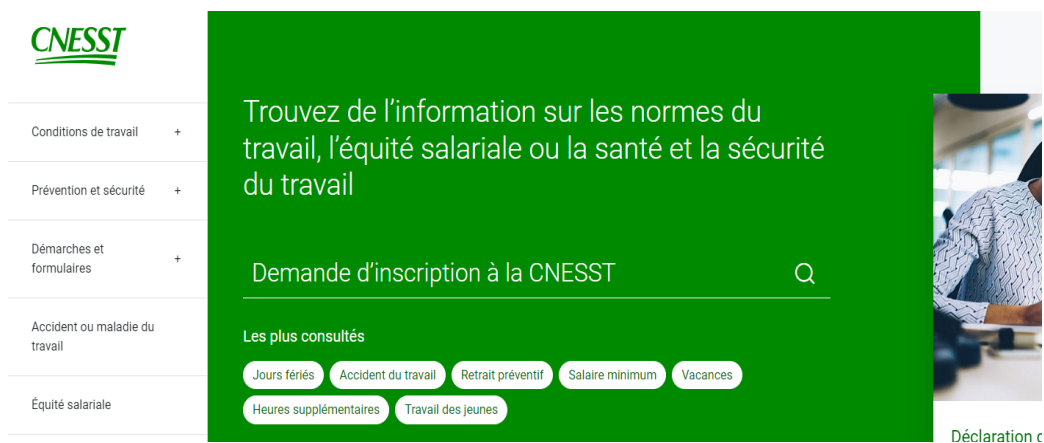 CNESST
Conditions de travail +
Prévention et sécurité +
Démarches et
formulaires +
Accident ou maladie du
travail
Équité salariale
Trouvez de l'information sur les normes du
travail, l'équité salariale ou la santé et la sécurité
du travail
Demande d'inscription à la CNESST
Les plus consultés
Jours fériés Accident du travail Retrait préventif Salaire minimum Vacances
Heures supplémentaires Travail des jeunes
Déclaration